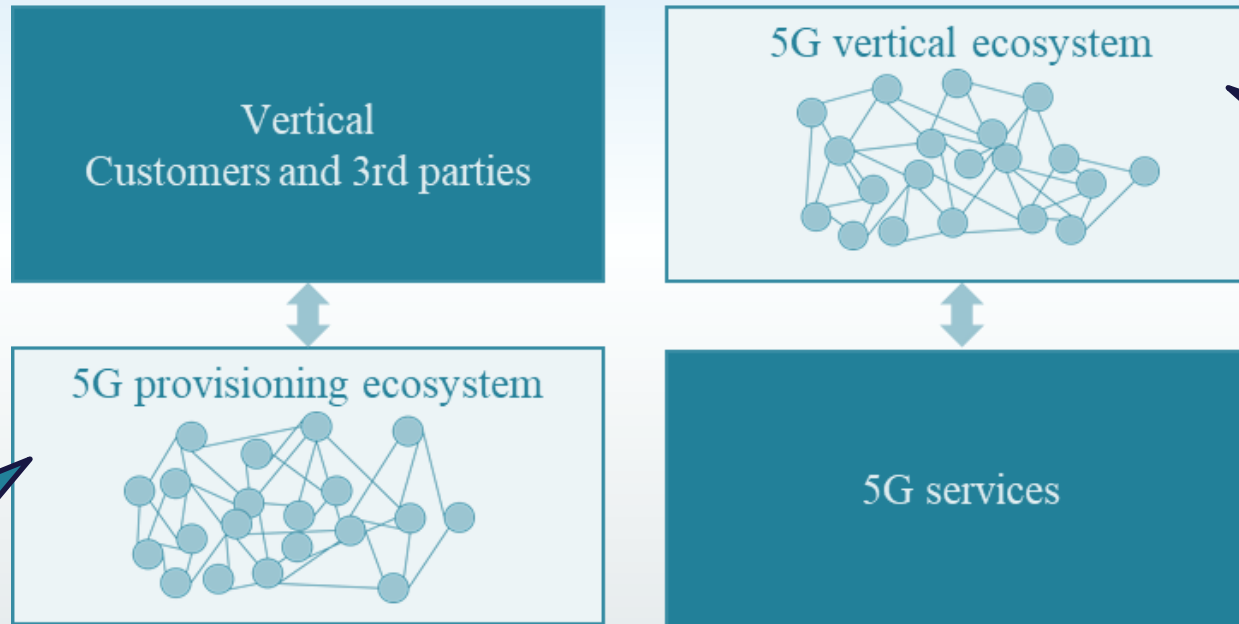 Vertical
Customers and 3rd parties
5G vertical ecosystem
5G provisioning ecosystem
5G services